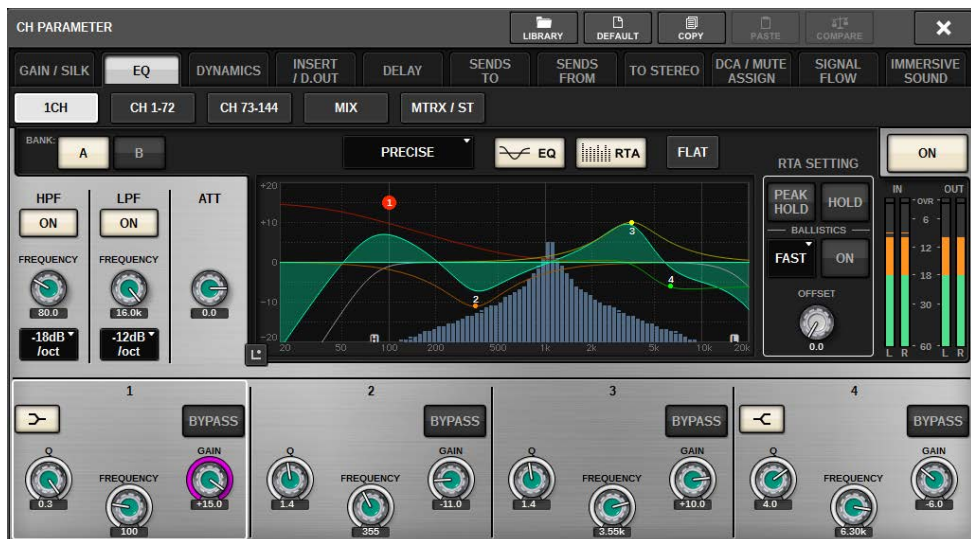 CH PARAMETER
LIBRARY DEFAULT COPY PASTE COMPARE
GAIN / SILK EQ DYNAMICS INSERT / D.OUT DELAY SENDS TO SENDS FROM TO STEREO DCA / MUTE ASSIGN SIGNAL FLOW IMMERSIVE SOUND
1CH CH 1-72 CH 73-144 MIX MTRX / ST
BANK: A B PRECISE EQ RTA FLAT RTA SETTING ON
HPF LPF ATT
ON ON
FREQUENCY FREQUENCY
80.0 16.0k 0.0
-18dB /oct -12dB /oct
+20
+10
0
-10
-20
1
2
3
4
H L
20 50 100 200 500 1k 2k 5k 10k 20k
PEAK HOLD HOLD
BALLISTICS
FAST ON
OFFSET
0.0
IN OUT
OVR
6
12
18
30
60
L R L R
1 2 3 4
BYPASS BYPASS BYPASS BYPASS
Q FREQUENCY GAIN Q FREQUENCY GAIN Q FREQUENCY GAIN Q FREQUENCY GAIN
0.3 100 +15.0 1.4 355 -11.0 1.4 3.55k +10.0 4.0 6.30k -6.0